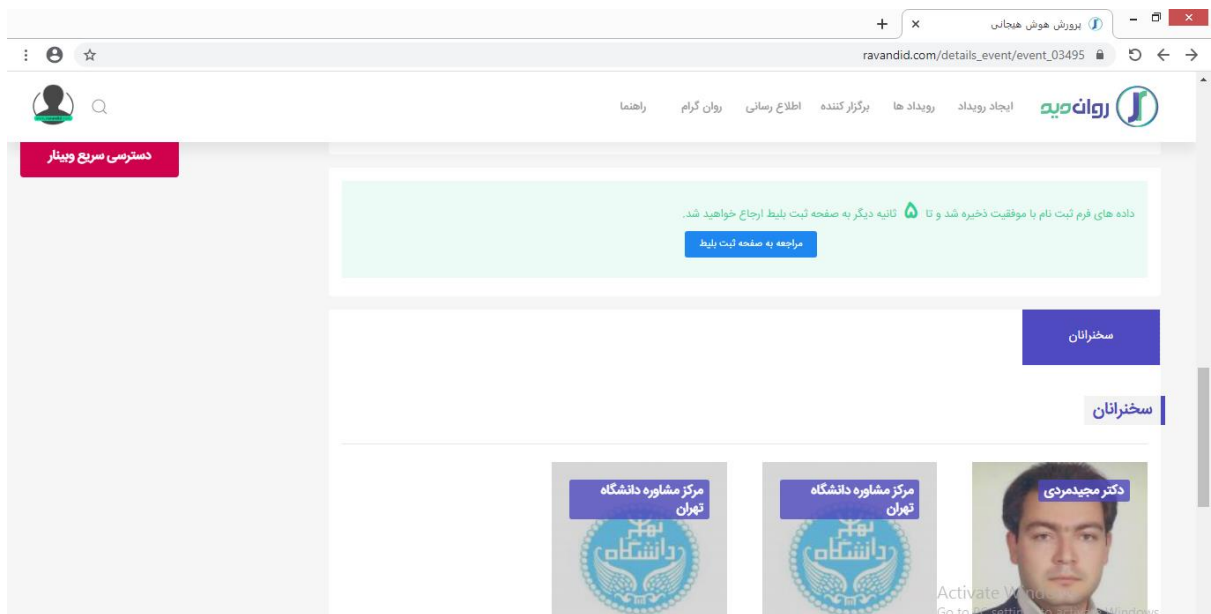 پرورش هوش هیجانی
ravandid.com/details_event/event_03495
روان‌دید
ایجاد رویداد
رویداد ها
برگزار کننده
اطلاع رسانی
روان گرام
راهنما
دسترسی سریع وبینار
داده های فرم ثبت نام با موفقیت ذخیره شد و تا ۵ ثانیه دیگر به صفحه ثبت بلیط ارجاع خواهید شد.
مراجعه به صفحه ثبت بلیط
سخنرانان
سخنرانان
دکتر مجیدمردی
مرکز مشاوره دانشگاه
تهران
مرکز مشاوره دانشگاه
تهران
Activate Windows